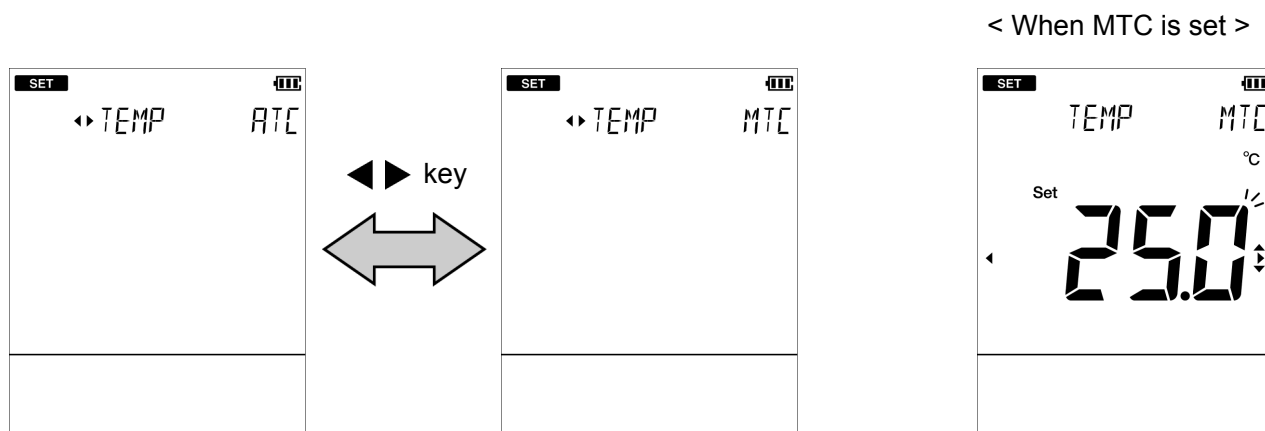 < When MTC is set >
SET
TEMP ATC
◀ ▶ key
SET
TEMP MTC
SET
TEMP MTC
°C
Set
25.0